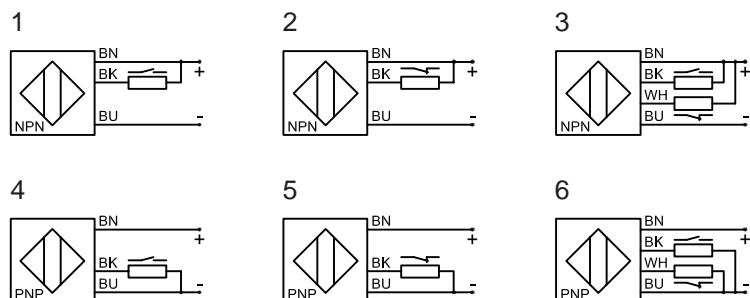 1
BN
BK
BU
NPN
+
-
2
BN
BK
BU
NPN
+
-
3
BN
BK
WH
BU
NPN
+
-
4
BN
BK
BU
PNP
+
-
5
BN
BK
BU
PNP
+
-
6
BN
BK
WH
BU
PNP
+
-